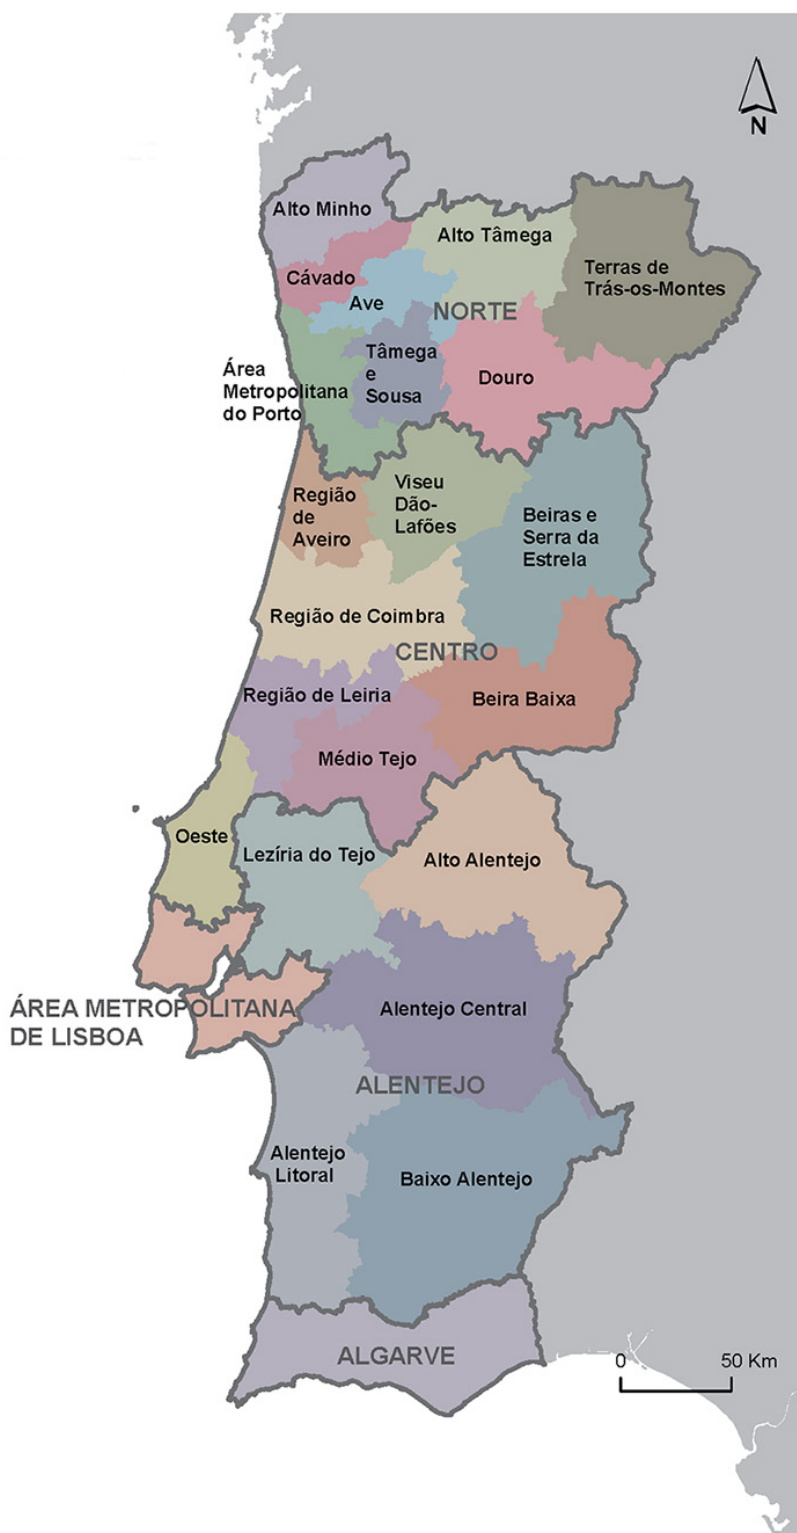 N
Alto Minho
Alto Tâmega
Terras de
Trás-os-Montes
Cávado
Ave
NORTE
Tâmega
e
Sousa
Área
Metropolitana
do Porto
Douro
Região
de
Aveiro
Viseu
Dão-
Lafões
Beiras e
Serra da
Estrela
Região de Coimbra
CENTRO
Região de Leiria
Beira Baixa
Médio Tejo
Oeste
Lezíria do Tejo
Alto Alentejo
ÁREA METROPOLITANA
DE LISBOA
Alentejo Central
ALENTEJO
Alentejo
Litoral
Baixo Alentejo
ALGARVE
0 50 Km